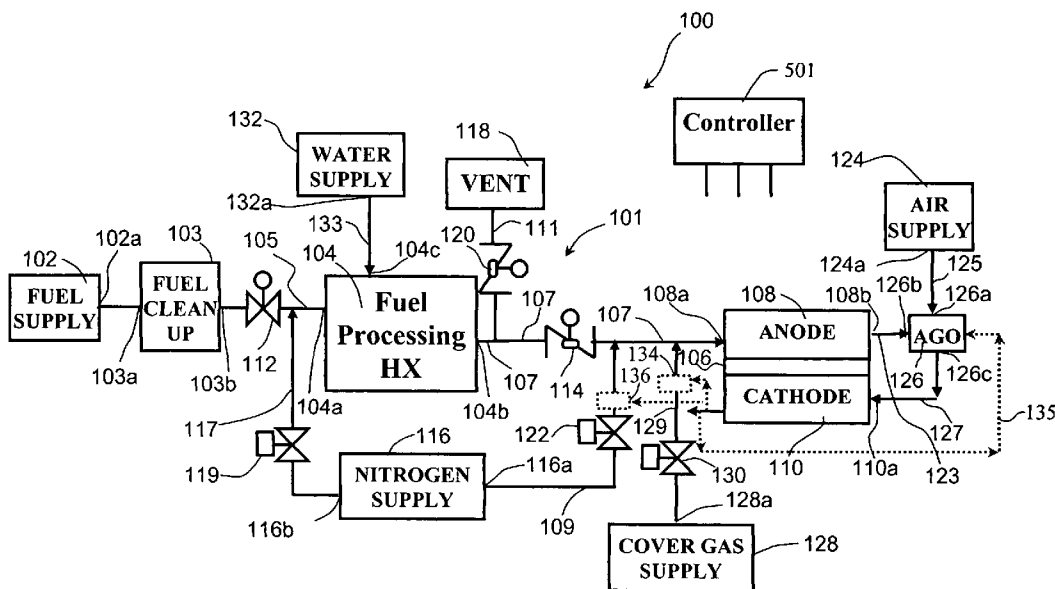 100
501
Controller
132
WATER
SUPPLY
132a
133
118
VENT
111
120
101
124
AIR
SUPPLY
124a
125
102
102a
FUEL
SUPPLY
103
FUEL
CLEAN
UP
103a
103b
105
112
104
104c
Fuel
Processing
HX
104a
104b
107
107
114
107
108a
108
ANODE
108b
126b
126a
AGO
126
126c
106
134
136
CATHODE
110
110a
127
123
135
117
119
116
NITROGEN
SUPPLY
116a
116b
122
109
129
130
128a
COVER GAS
SUPPLY
128